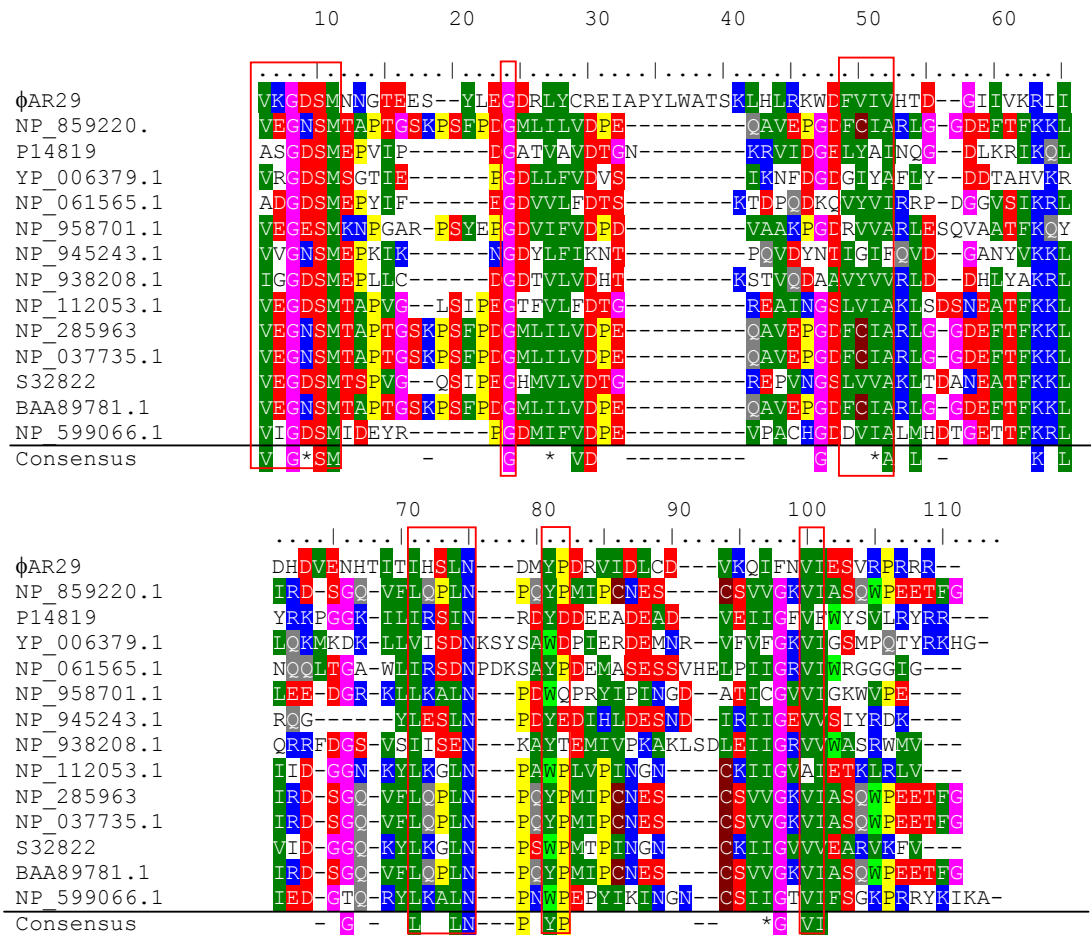 10 20 30 40 50 60
ϕAR29 VKGDSMNNGTEES--YLEGDRLYCREIAPYLWATSKLHLRKWDFVIVHTD--GIIVKRII
NP_859220. VEGNSMTAPTGSKPSFPDGMLILVDPE---------QAVEPGDFCIARLG-GDEFTFKKL
P14819 ASGDSMEPVIP-----DGATVAVDTGN-------KRVIDGELYAINQG--DLKRIKQL
YP_006379.1 VRGDSMSGTIE-----PGDLLFVDVS---------IKNFDGDGIYAFLY--DDTAHVKR
NP_061565.1 ADGDSMEPYIF-----EGDVVLFDTS--------KTDPQDKQVYVIRRP-DGGVSIKRL
NP_958701.1 VEGESMKNPGAR-PSYEPGDVIFVDPD---------VAAKPGDRVVARLESQVAATFKQY
NP_945243.1 VVGNSMEPKIK-----NGDYLFIKNT---------PQVDYNIIGIFQVD--GANYVKKL
NP_938208.1 IGGDSMEPLLC-----DGDTVLVDHT--------KSTVQDAAVYVVRLD--DHLYAKRL
NP_112053.1 VEGDSMTAPVG--LSIPEGTFVLFDTG---------REAINGSLVIAKLSDSNEATFKKL
NP_285963 VEGNSMTAPTGSKPSFPDGMLILVDPE---------QAVEPGDFCIARLG-GDEFTFKKL
NP_037735.1 VEGNSMTAPTGSKPSFPDGMLILVDPE---------QAVEPGDFCIARLG-GDEFTFKKL
S32822 VEGDSMTSPVG--QSIPEGHMVLVDTG---------REPVNGSLVVAKLTDANEATFKKL
BAA89781.1 VEGNSMTAPTGSKPSFPDGMLILVDPE---------QAVEPGDFCIARLG-GDEFTFKKL
NP_599066.1 VIGDSMIDEYR-----PGDMIFVDPE---------VPACHGDDVIALMHDTGETTFKRL
Consensus V G*SM - G * VD --------- G *A L - K L
70 80 90 100 110
ϕAR29 DHDVENHTITIHSLN---DMYPDRVIDLCD---VKQIFNVIESVRPRRR--
NP_859220.1 IRD-SGQ-VFLQPLN---PQYPMIPCNES---CSVVGKVIASQWPEETFG
P14819 YRKPGGK-ILIRSIN---RDYDDEEADEAD---VEIIGFVFWYSVLRYRR---
YP_006379.1 LQKMKDK-LLVISDNKSYSAWDPIERDEMNR--VFVFGKVIGSMPQTYRKHG-
NP_061565.1 NQQLTGA-WLIRSDNPDKSAYPDEMASESSVHELPIIGRVIWRGGGIG---
NP_958701.1 LEE-DGR-KLLKALN---PDWQPRYIPINGD--ATICGVVIGKWVPE----
NP_945243.1 RQG------YLESLN---PDYEDIHLDESND--IRIIGEVVSIYRDK----
NP_938208.1 QRRFDGS-VSIISEN---KAYTEMIVPKAKLSDLEIIGRVVWASRWMV---
NP_112053.1 IID-GGN-KYLKGLN---PAWPLVPINGN---CKIIGVAIETKLRLV---
NP_285963 IRD-SGQ-VFLQPLN---PQYPMIPCNES---CSVVGKVIASQWPEETFG
NP_037735.1 IRD-SGQ-VFLQPLN---PQYPMIPCNES---CSVVGKVIASQWPEETFG
S32822 VID-GGQ-KYLKGLN---PSWPMTPINGN---CKIIGVVVEARVKFV---
BAA89781.1 IRD-SGQ-VFLQPLN---PQYPMIPCNES---CSVVGKVIASQWPEETFG
NP_599066.1 IED-GTQ-RYLKALN---PNWPEPYIKINGN--CSIIGTVIFSGKPRRYKIKA-
Consensus - G L LN---P YP -- *G VI